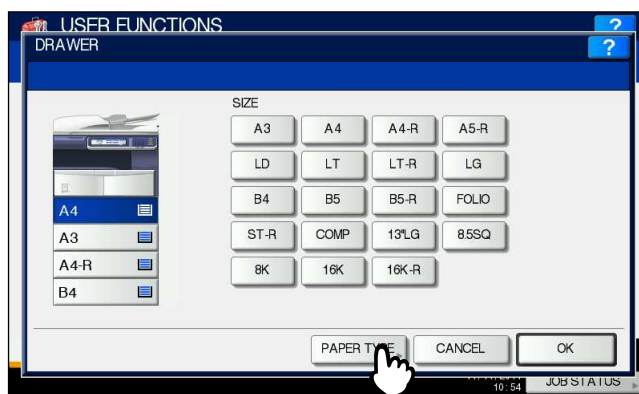 USER FUNCTIONS
?
DRAWER
?
SIZE
A3 A4 A4-R A5-R
LD LT LT-R LG
B4 B5 B5-R FOLIO
ST-R COMP 13"LG 8.5SQ
8K 16K 16K-R
A4
A3
A4-R
B4
PAPER CANCEL OK
10:54 JOB STATUS